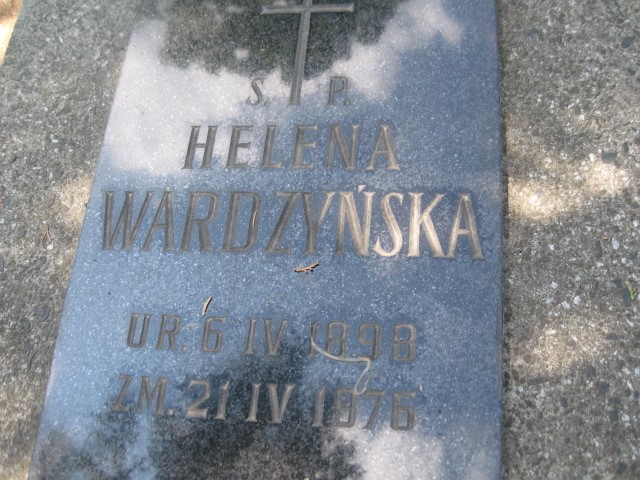 S. P.
HELENA
WARDZYŃSKA
UR. 6 IV 1898
ZM. 21 IV 1976